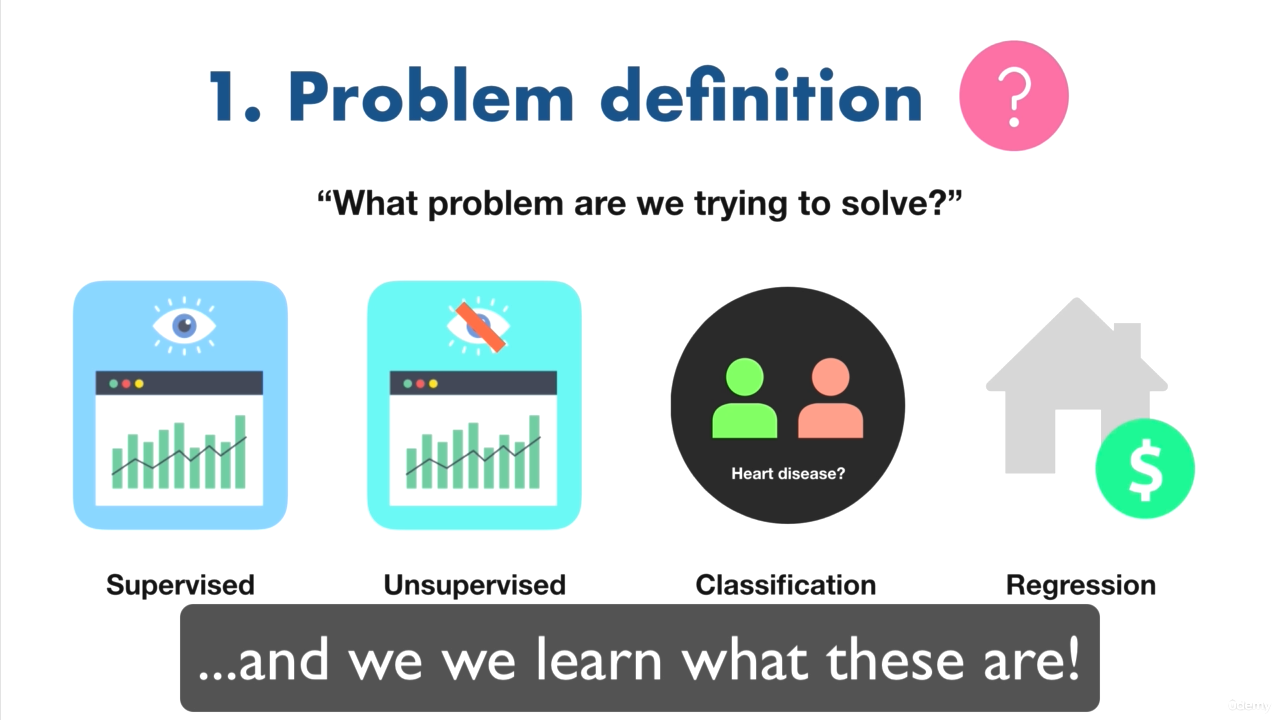 1. Problem definition ?
“What problem are we trying to solve?”
Heart disease?
$
Supervised
Unsupervised
Classification
Regression
...and we we learn what these are!
ûdemy